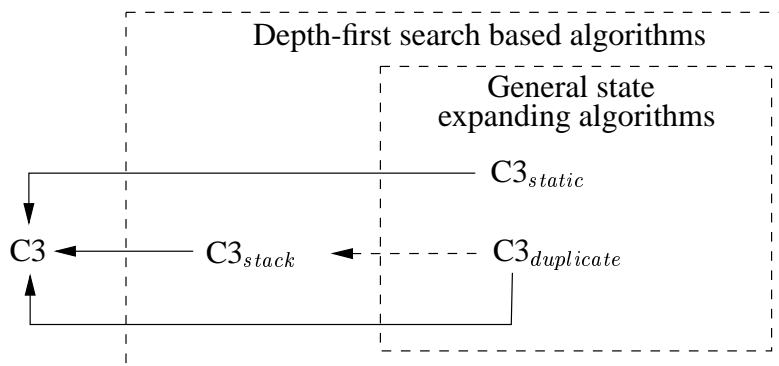 Depth-first search based algorithms
General state
expanding algorithms
C3static
C3
C3stack
C3duplicate